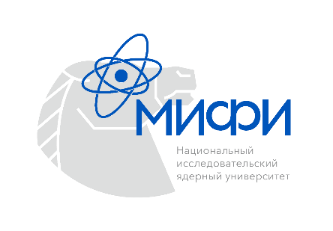 МИФИ
Национальный
исследовательский
ядерный университет